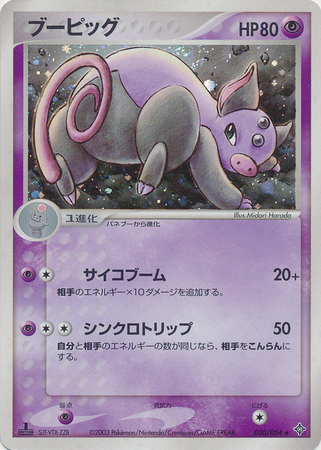 ブーピッグ HP80
Illus.Midori Harada
1進化 バネブーから進化
サイコブーム 20+
相手のエネルギー×10ダメージを追加する。
シンクロトリップ 50
自分と相手のエネルギーの数が同じなら、相手をこんらんにする。
弱点 抵抗力 にげる
1 EDITION SJT-VTX-ZZB ©2003 Pokémon/Nintendo/Creatures/GAME FREAK. 030/054 ★